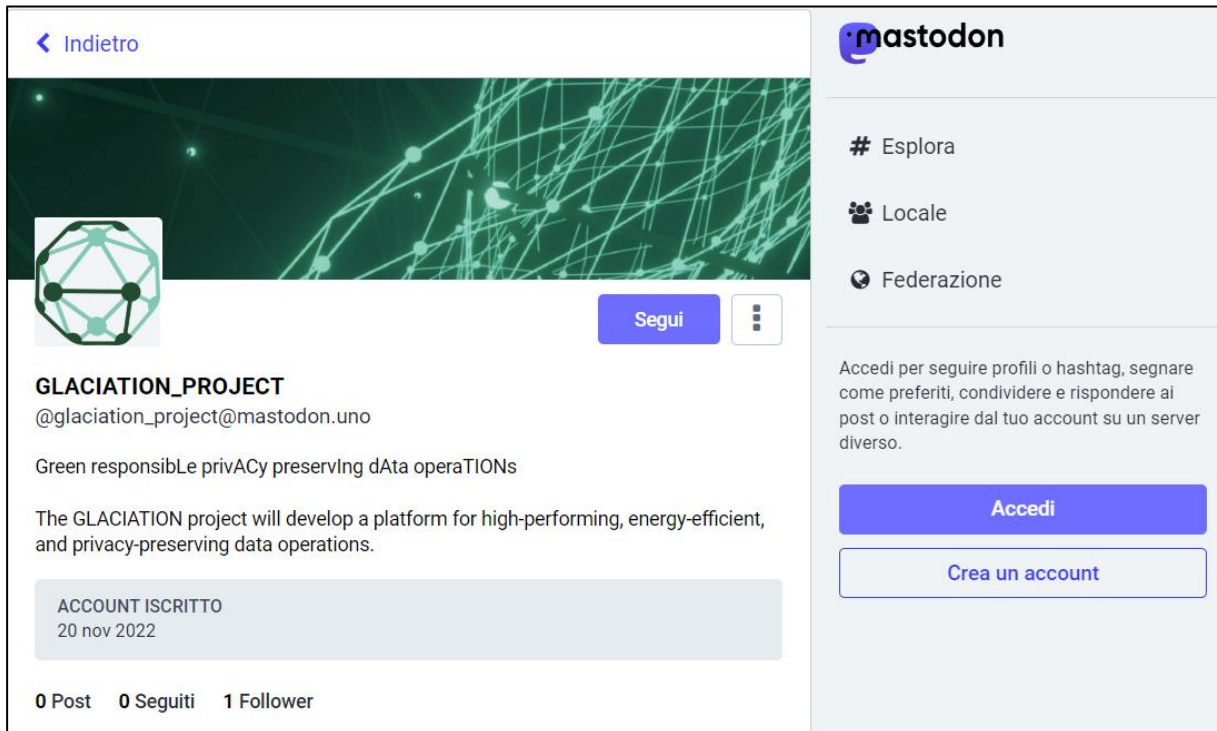 Indietro
GLACIATION_PROJECT
@glaciation_project@mastodon.uno
Green responsibLe privACy preservIng dAta operaTIONs
The GLACIATION project will develop a platform for high-performing, energy-efficient,
and privacy-preserving data operations.
ACCOUNT ISCRITTO
20 nov 2022
0 Post 0 Seguiti 1 Follower
Segui
mastodon
# Esplora
Locale
Federazione
Accedi per seguire profili o hashtag, segnare
come preferiti, condividere e rispondere ai
post o interagire dal tuo account su un server
diverso.
Accedi
Crea un account